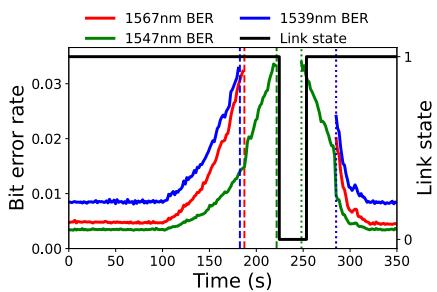 1567nm BER 1539nm BER
1547nm BER Link state
Bit error rate
0.03
0.02
0.01
0.00
0 50 100 150 200 250 300 350
Time (s)
1
0
Link state